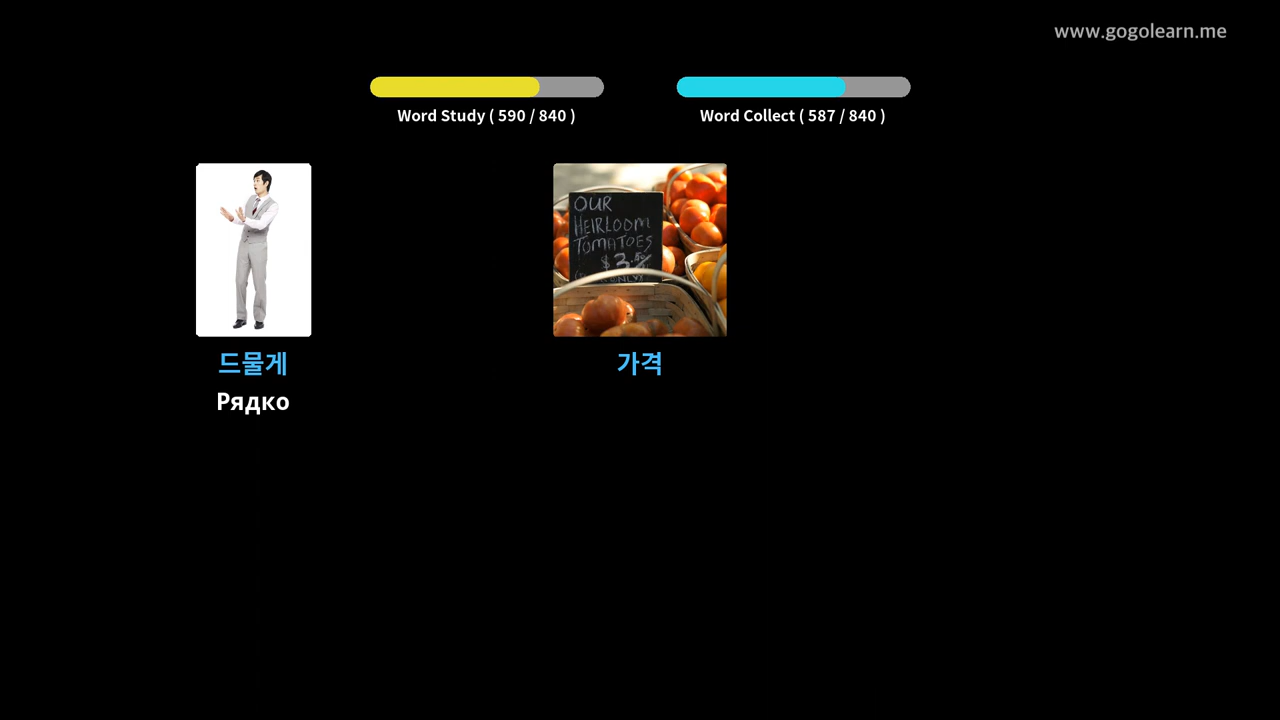 www.gogolearn.me
Word Study ( 590 / 840 )
Word Collect ( 587 / 840 )
OUR
HEIRLOOM
TOMATOES
드물게
가격
Рядко